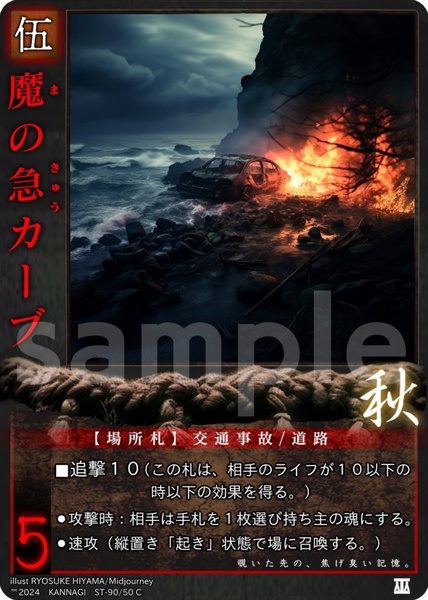 伍
魔の急カーブ
ま
きゅう
sample
秋
【場所札】交通事故/道路
■追撃10(この札は、相手のライフが10以下の
時以下の効果を得る。)
●攻撃時：相手は手札を1枚選び持ち主の魂にする。
●速攻（縦置き「起き」状態で場に召喚する。）
覗いた先の、焦げ臭い記憶。
5
illust RYOSUKE HIYAMA/Midjourney
™2024 KANNAGI ST-90/50 C